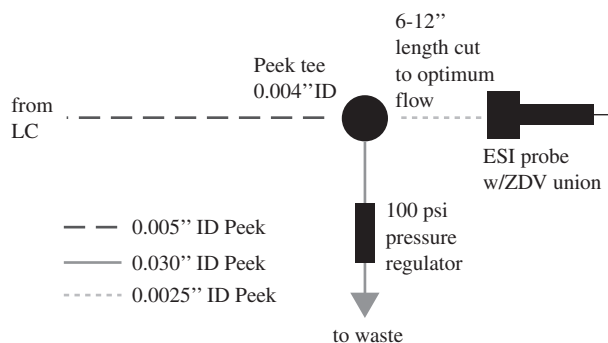 6-12’’
length cut
to optimum
flow
Peek tee
0.004’’ID
from
LC
ESI probe
w/ZDV union
100 psi
pressure
regulator
0.005’’ ID Peek
0.030’’ ID Peek
0.0025’’ ID Peek
to waste